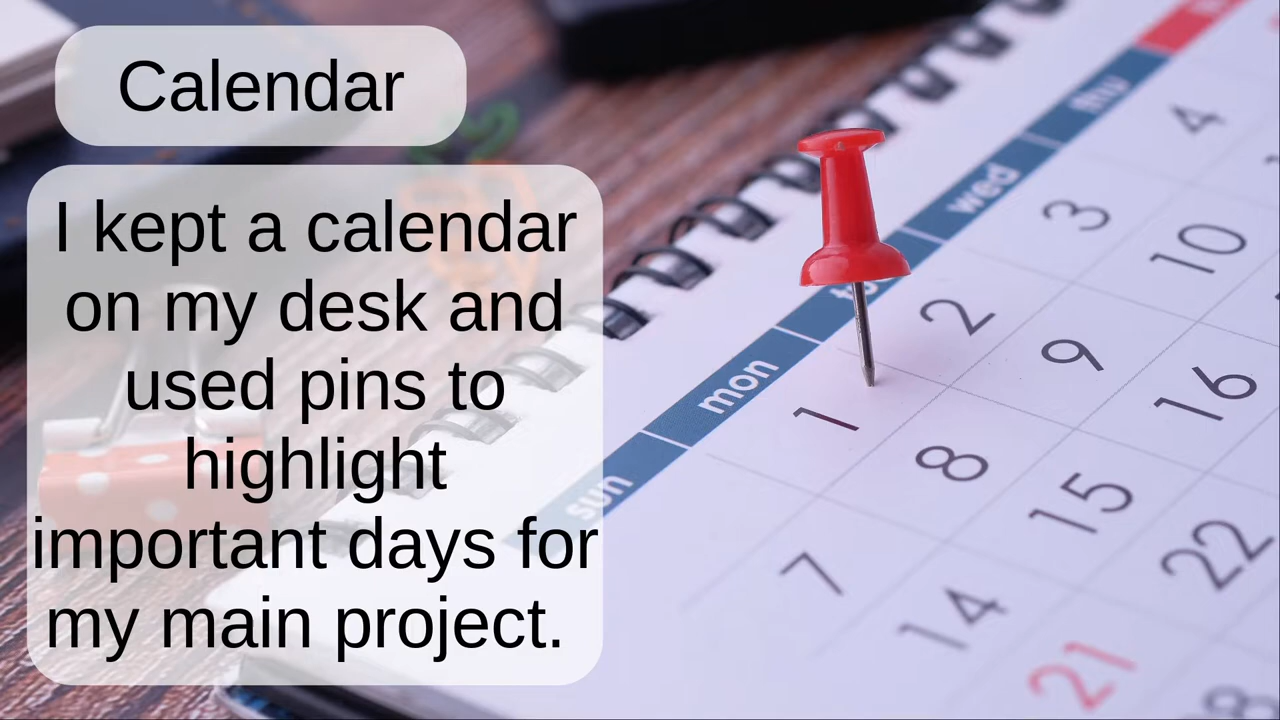 Calendar
I kept a calendar
on my desk and
used pins to
highlight
important days for
my main project.
sun mon wed thu
1 2 3 4
7 8 9 10
14 15 16
21 22